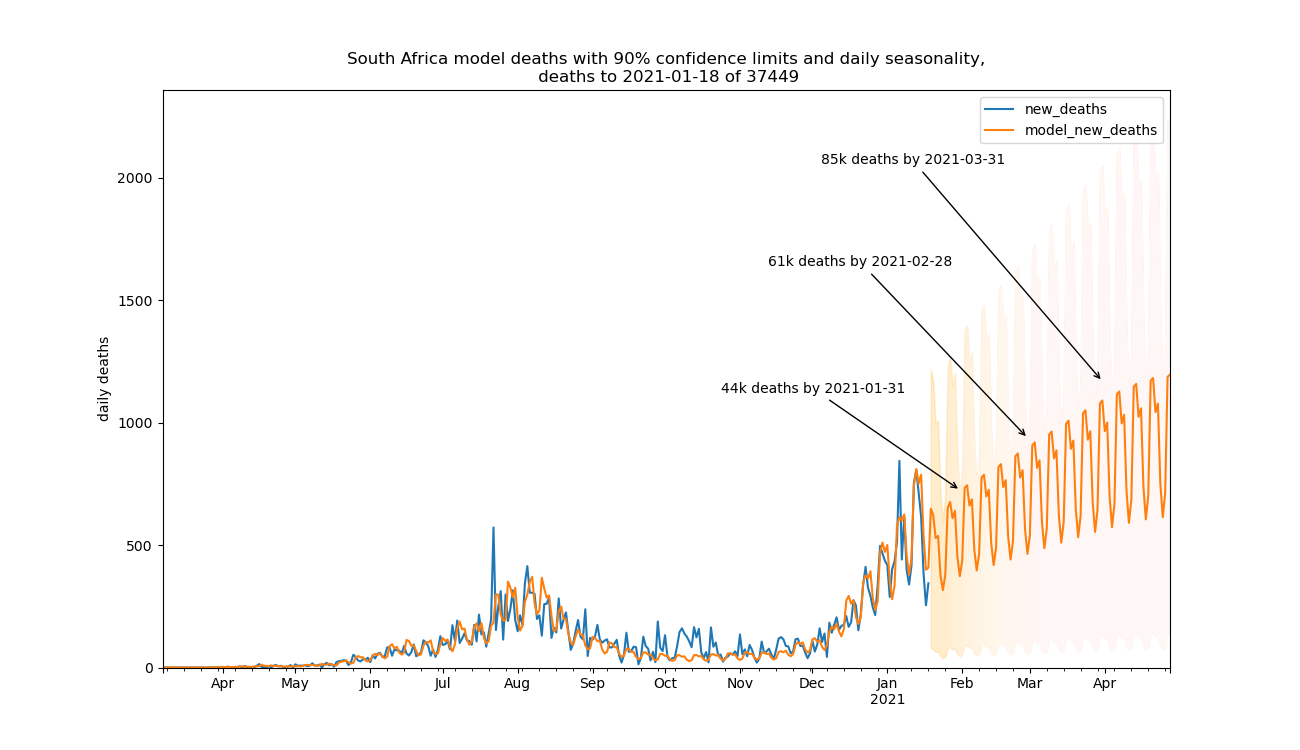 South Africa model deaths with 90% confidence limits and daily seasonality,
deaths to 2021-01-18 of 37449
new_deaths
model_new_deaths
85k deaths by 2021-03-31
61k deaths by 2021-02-28
44k deaths by 2021-01-31
daily deaths
2000
1500
1000
500
0
Apr May Jun Jul Aug Sep Oct Nov Dec Jan Feb Mar Apr
2021